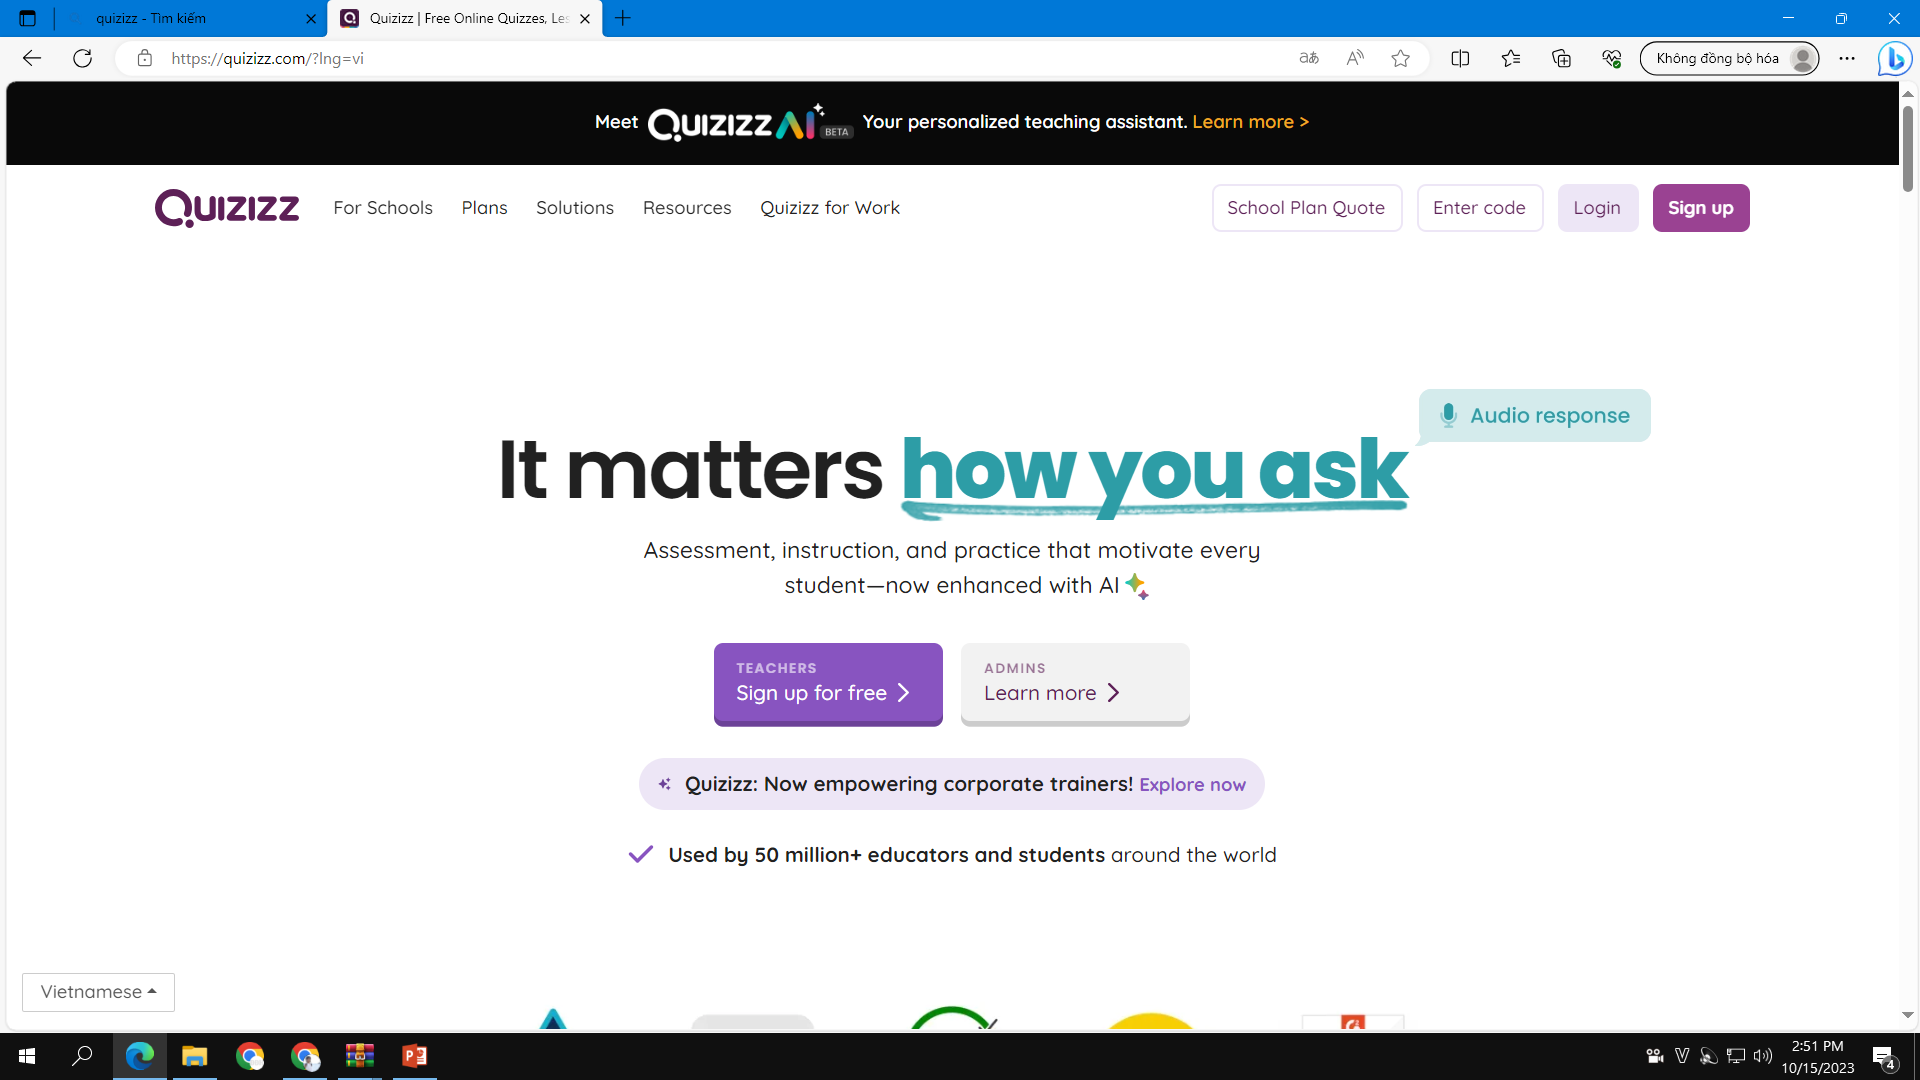 quizizz - Tìm kiếm
Quizizz | Free Online Quizzes, Les
https://quizizz.com/?lng=vi
Không đồng bộ hóa
Meet QUIZIZZ AI BETA Your personalized teaching assistant. Learn more >
QUIZIZZ
For Schools
Plans
Solutions
Resources
Quizizz for Work
School Plan Quote
Enter code
Login
Sign up
Audio response
It matters how you ask
Assessment, instruction, and practice that motivate every
student—now enhanced with AI
TEACHERS
Sign up for free
ADMINS
Learn more
Quizizz: Now empowering corporate trainers! Explore now
Used by 50 million+ educators and students around the world
Vietnamese
2:51 PM
10/15/2023
4